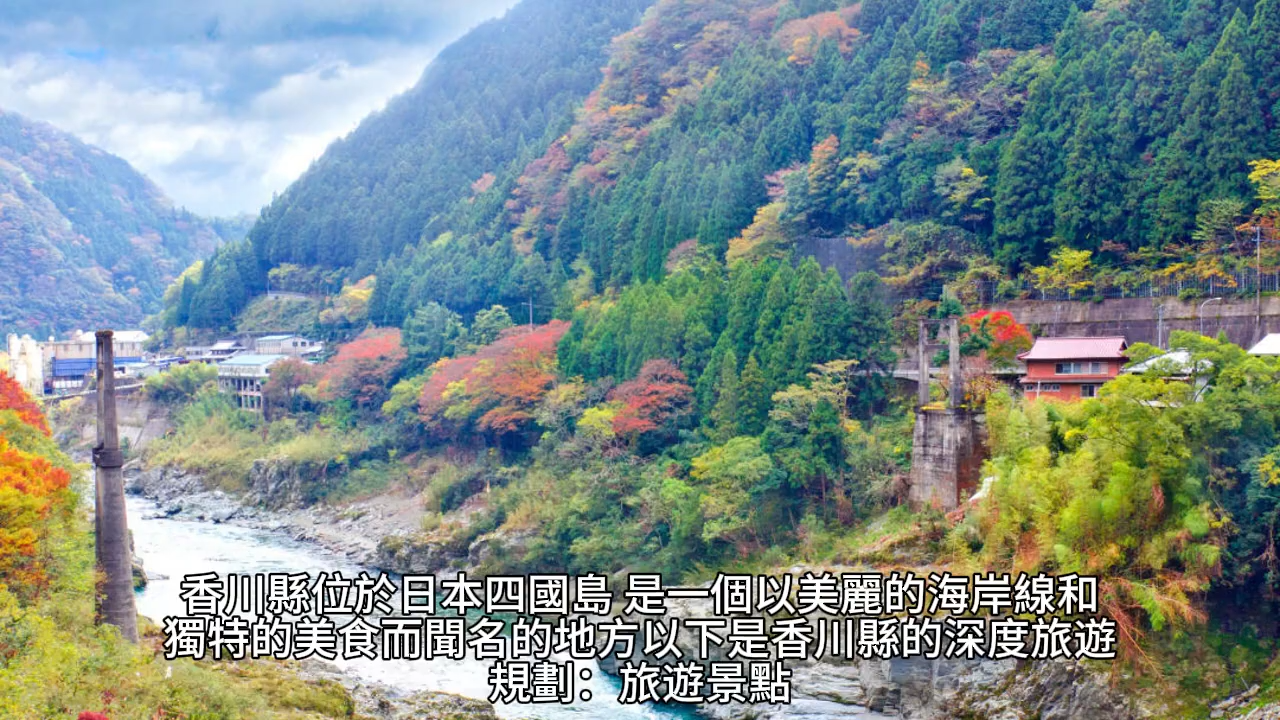 香川縣位於日本四國島 是一個以美麗的海岸線和
獨特的美食而聞名的地方以下是香川縣的深度旅遊
規劃：旅遊景點